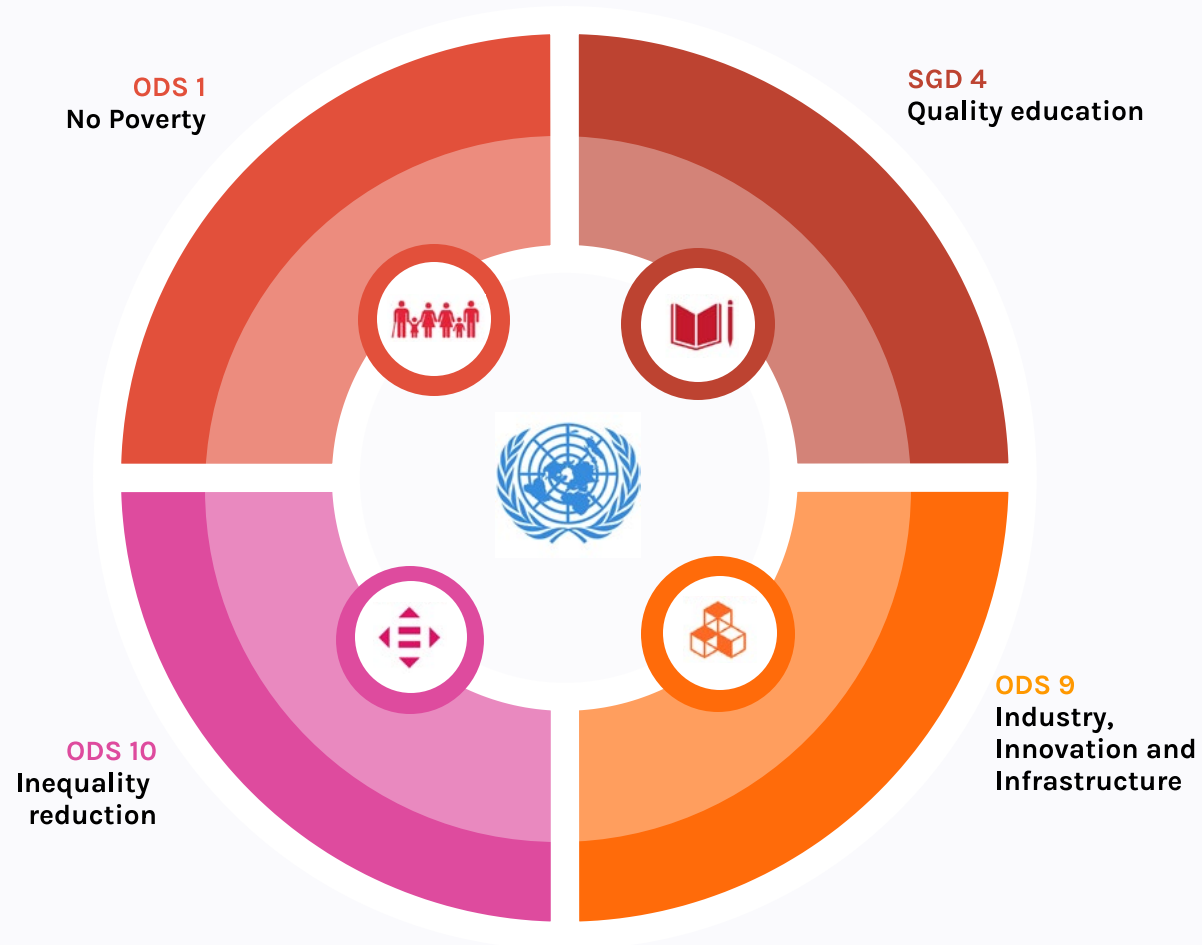 ODS 1
No Poverty
SGD 4
Quality education
ODS 10
Inequality
reduction
ODS 9
Industry,
Innovation and
Infrastructure